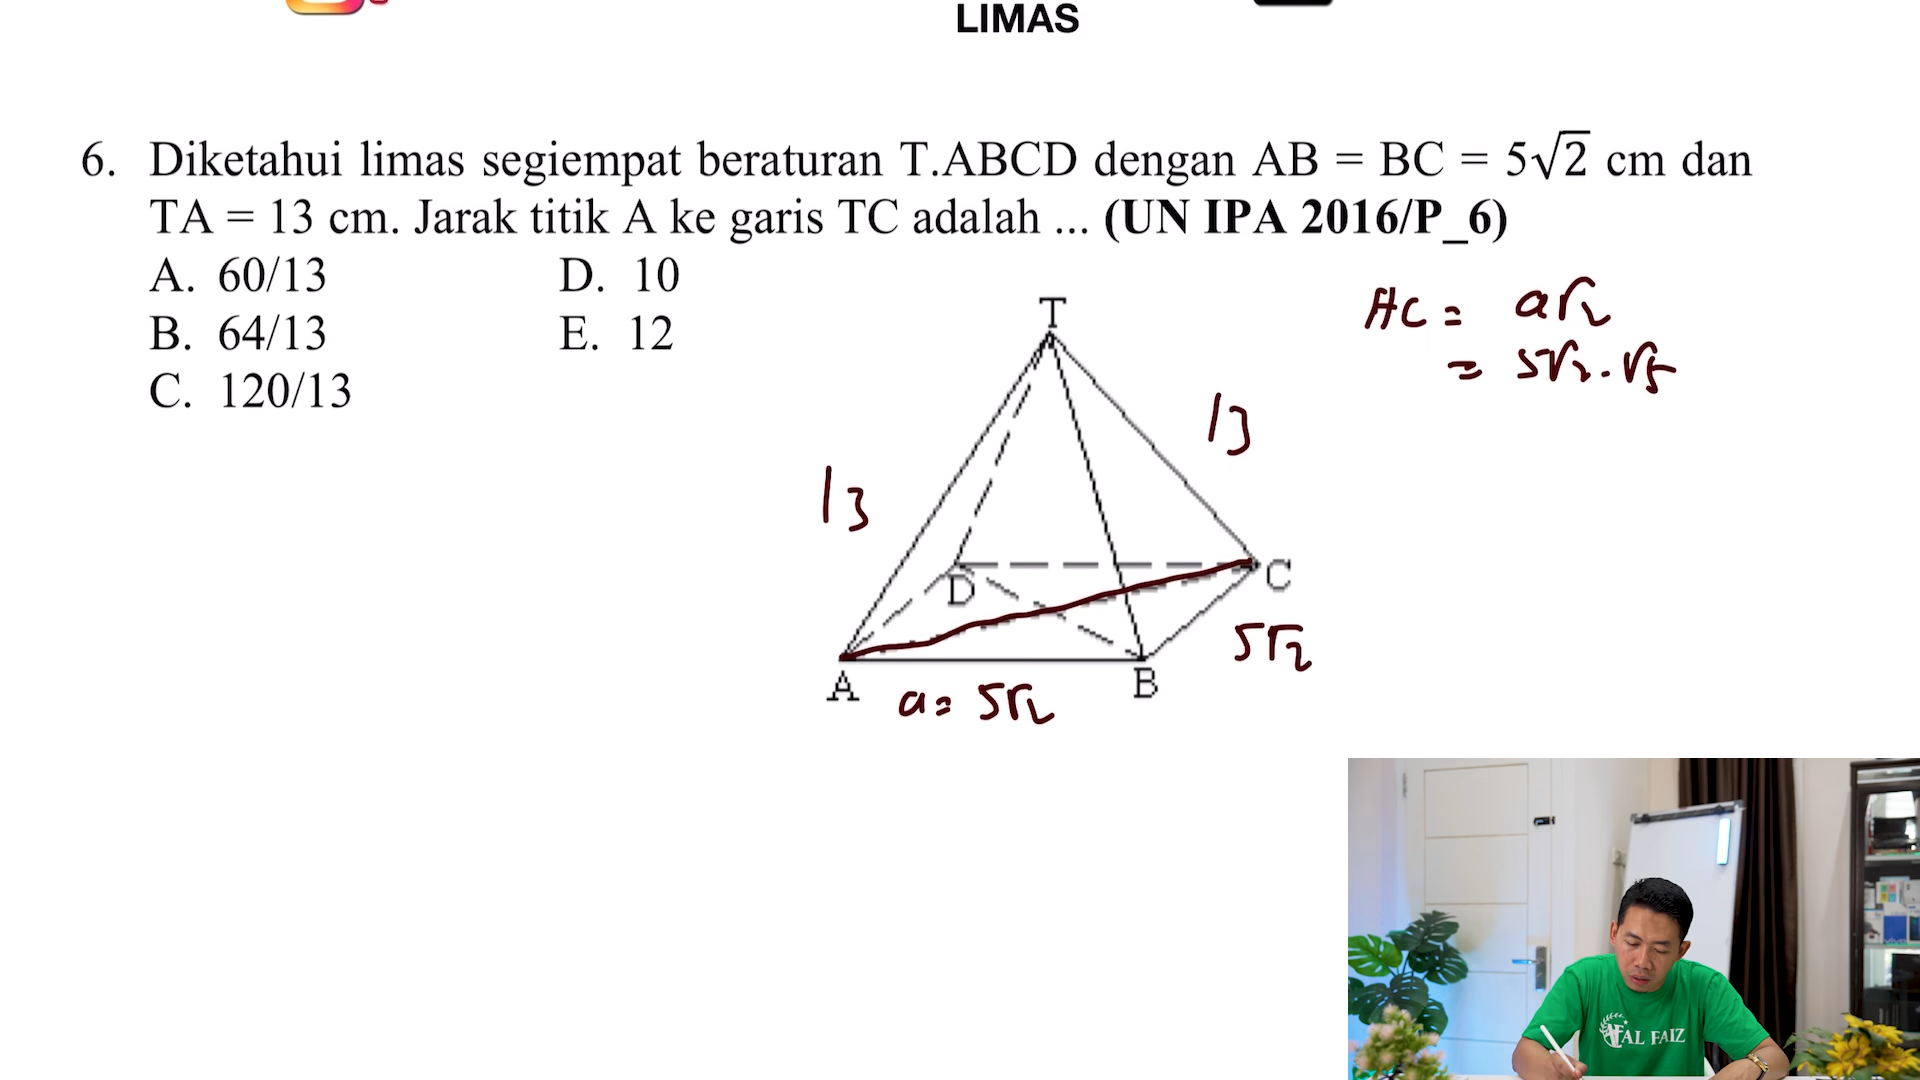 LIMAS
6. Diketahui limas segiempat beraturan T.ABCD dengan AB = BC = 5√2 cm dan
TA = 13 cm. Jarak titik A ke garis TC adalah ... (UN IPA 2016/P_6)
A. 60/13
D. 10
B. 64/13
E. 12
C. 120/13
T
AC = a√2
= 5√2.√5
13
13
D
C
5√2
A
B
a = 5√2
AL FAIZ